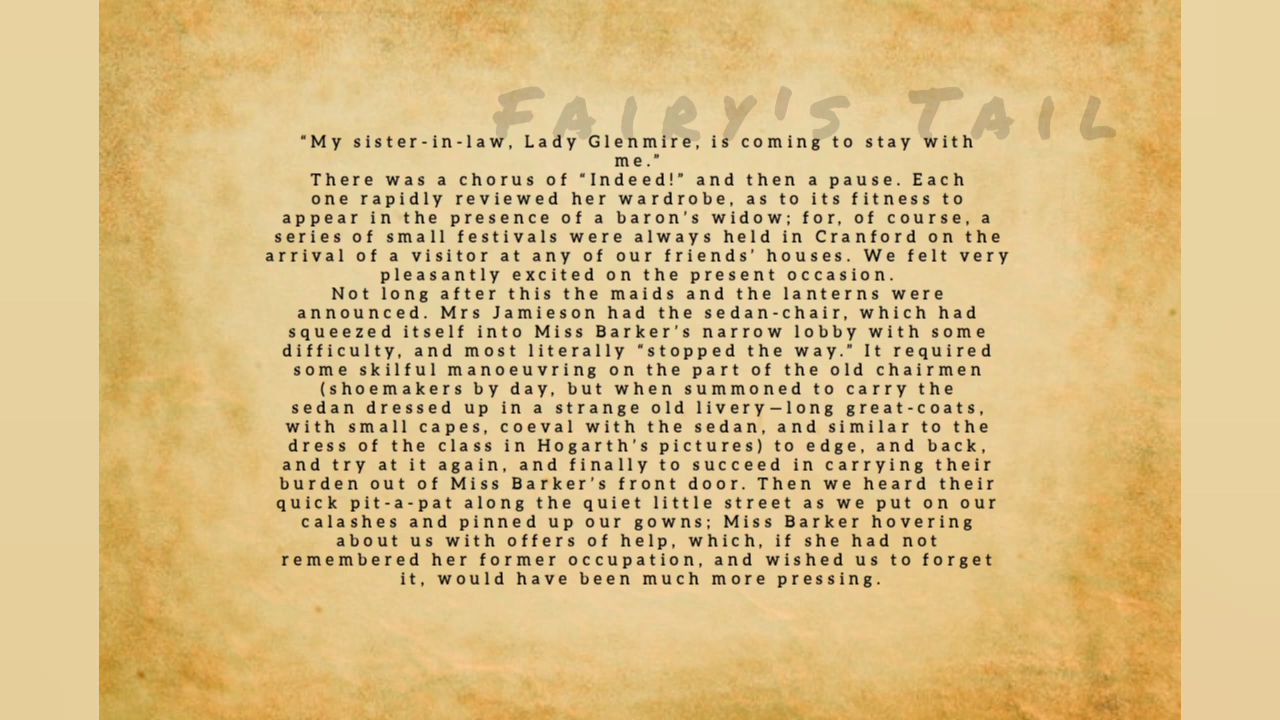 Fairy's Tail
“My sister-in-law, Lady Glenmire, is coming to stay with
me.”
There was a chorus of “Indeed!” and then a pause. Each
one rapidly reviewed her wardrobe, as to its fitness to
appear in the presence of a baron’s widow; for, of course, a
series of small festivals were always held in Cranford on the
arrival of a visitor at any of our friends’ houses. We felt very
pleasantly excited on the present occasion.
Not long after this the maids and the lanterns were
announced. Mrs Jamieson had the sedan-chair, which had
squeezed itself into Miss Barker’s narrow lobby with some
difficulty, and most literally “stopped the way.” It required
some skilful manoeuvring on the part of the old chairmen
(shoemakers by day, but when summoned to carry the
sedan dressed up in a strange old livery—long great-coats,
with small capes, coeval with the sedan, and similar to the
dress of the class in Hogarth’s pictures) to edge, and back,
and try at it again, and finally to succeed in carrying their
burden out of Miss Barker’s front door. Then we heard their
quick pit-a-pat along the quiet little street as we put on our
calashes and pinned up our gowns; Miss Barker hovering
about us with offers of help, which, if she had not
remembered her former occupation, and wished us to forget
it, would have been much more pressing.